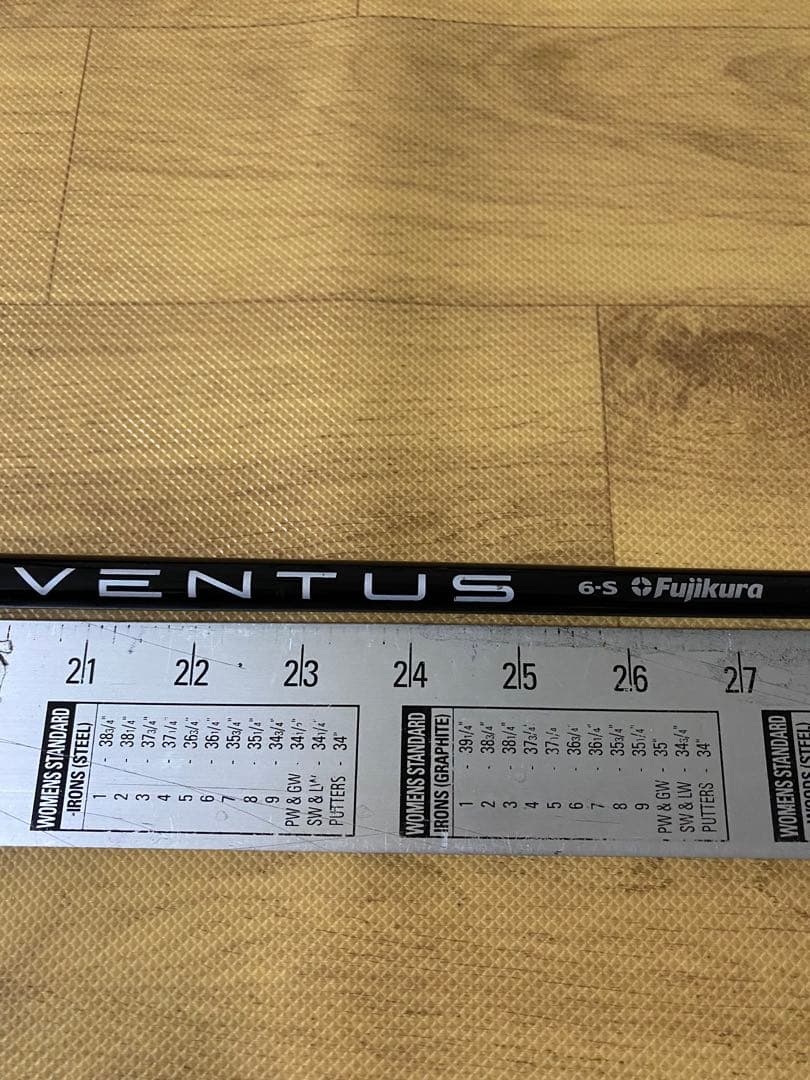 VENTUS 6-S Fujikura
21 22 23 24 25 26 27
WOMENS STANDARD
-IRONS (STEEL)
1 - 38 3/4"
2 - 38 1/4"
3 - 37 3/4"
4 - 37 1/4"
5 - 36 3/4"
6 - 36 1/4"
7 - 35 3/4"
8 - 35 1/4"
9 - 34 3/4"
PW & GW - 34 1/2"
SW & LW - 34 1/4"
PUTTERS - 34"
WOMENS STANDARD
IRONS (GRAPHITE)
1 - 39 1/4"
2 - 38 3/4"
3 - 38 1/4"
4 - 37 3/4"
5 - 37 1/4"
6 - 36 3/4"
7 - 36 1/4"
8 - 35 3/4"
9 - 35 1/4"
PW & GW - 35"
SW & LW - 34 3/4"
PUTTERS - 34"
WOMENS STANDARD